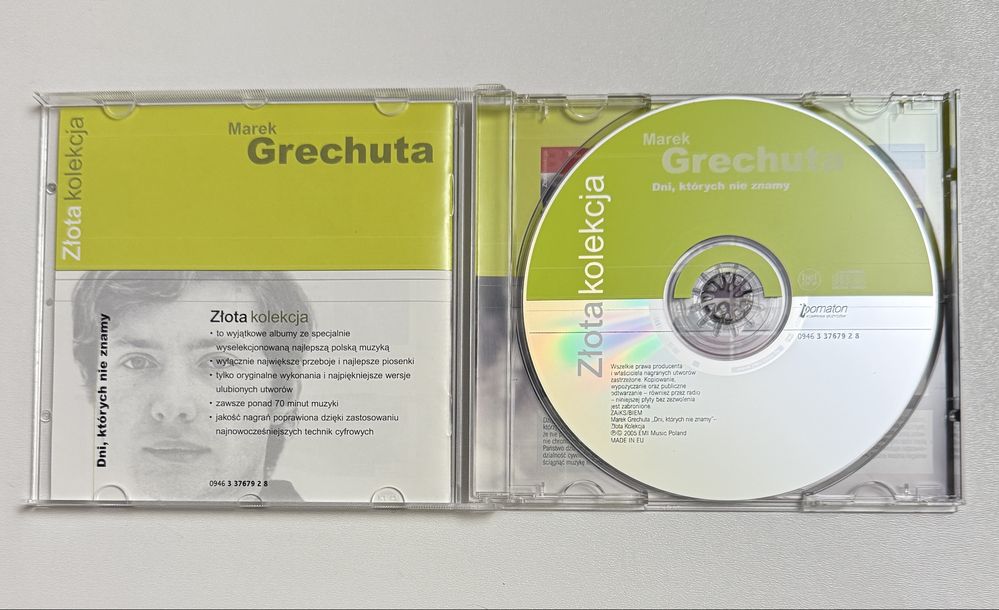 Złota kolekcja
Marek
Grechuta
Dni, których nie znamy
Złota kolekcja
• to wyjątkowe albumy ze specjalnie
wyselekcjonowaną najlepszą polską muzyką
• wyłącznie największe przeboje i najlepsze piosenki
• tylko oryginalne wykonania i najpiękniejsze wersje
ulubionych utworów
• zawsze ponad 70 minut muzyki
• jakość nagrań poprawiona dzięki zastosowaniu
najnowocześniejszych technik cyfrowych
0946 3 37679 2 8
Marek
Grechuta
Dni, których nie znamy
Złota kolekcja
pomaton
0946 3 37679 2 8
Wszelkie prawa producenta
i właściciela nagranych utworów
zastrzeżone. Kopiowanie,
wypożyczanie oraz publiczne
odtwarzanie – również przez radio
– niniejszej płyty bez zezwolenia
jest zabronione.
ZAiKS/BIEM
Marek Grechuta „Dni, których nie znamy"–
Złota Kolekcja
℗© 2005 EMI Music Poland
MADE IN EU